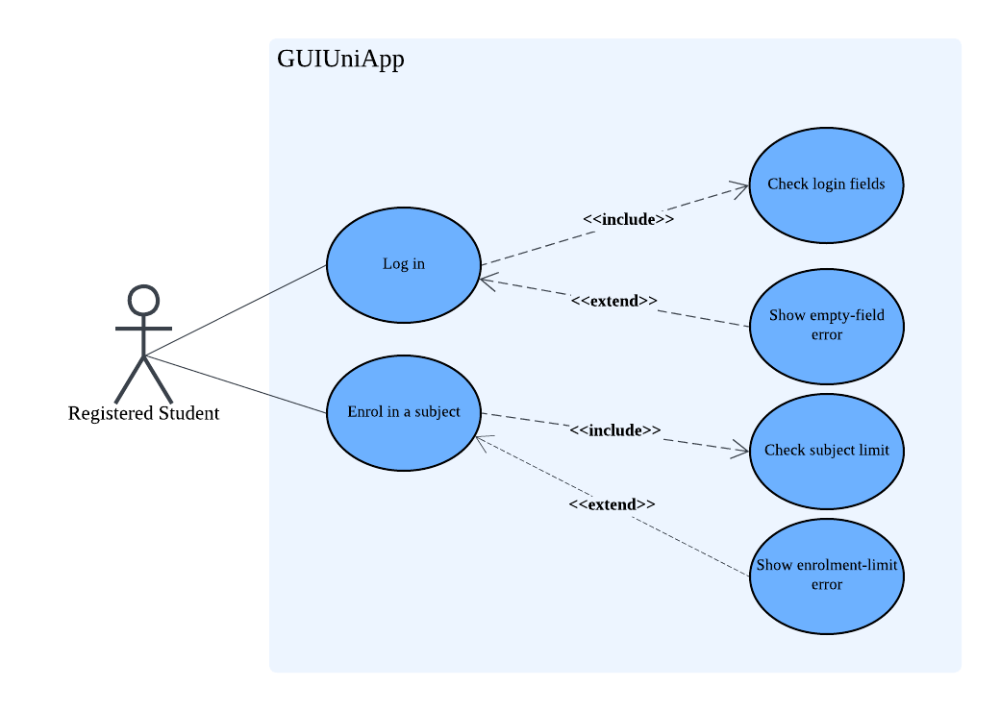 GUIUniApp
Check login fields
<<include>>
Log in
<<extend>>
Show empty-field
error
Registered Student
Enrol in a subject
<<include>>
Check subject limit
<<extend>>
Show enrolment-limit
error